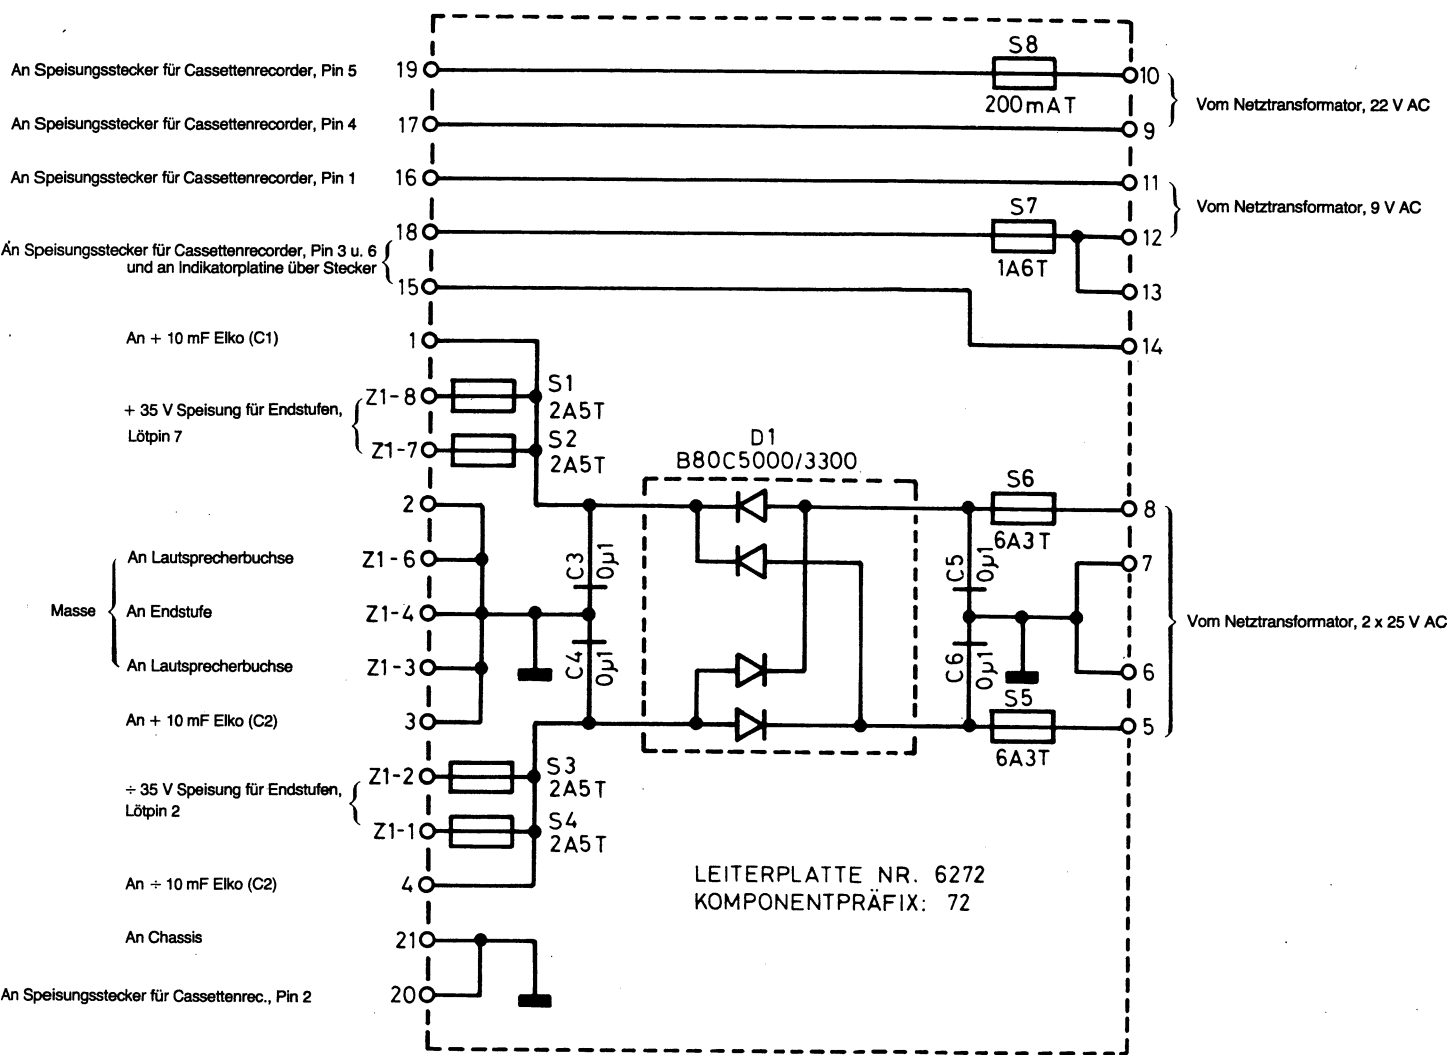 An Speisungsstecker für Cassettenrecorder, Pin 5
19
S8
200mA T
10
Vom Netztransformator, 22 V AC
An Speisungsstecker für Cassettenrecorder, Pin 4
17
9
An Speisungsstecker für Cassettenrecorder, Pin 1
16
11
Vom Netztransformator, 9 V AC
18
S7
1A6T
12
An Speisungsstecker für Cassettenrecorder, Pin 3 u. 6
und an Indikatorplatine über Stecker
15
13
14
An + 10 mF Elko (C1)
1
+ 35 V Speisung für Endstufen,
Lötpin 7
Z1-8
S1
2A5T
Z1-7
S2
2A5T
D1
B80C5000/3300
2
S6
6A3T
8
An Lautsprecherbuchse
Z1-6
C3
0µ1
C5
0µ1
7
Masse
An Endstufe
Z1-4
Vom Netztransformator, 2 x 25 V AC
An Lautsprecherbuchse
Z1-3
C4
0µ1
C6
0µ1
6
An + 10 mF Elko (C2)
3
S5
6A3T
5
÷ 35 V Speisung für Endstufen,
Lötpin 2
Z1-2
S3
2A5T
Z1-1
S4
2A5T
An ÷ 10 mF Elko (C2)
4
LEITERPLATTE NR. 6272
KOMPONENTPRÄFIX: 72
An Chassis
21
An Speisungsstecker für Cassettenrec., Pin 2
20